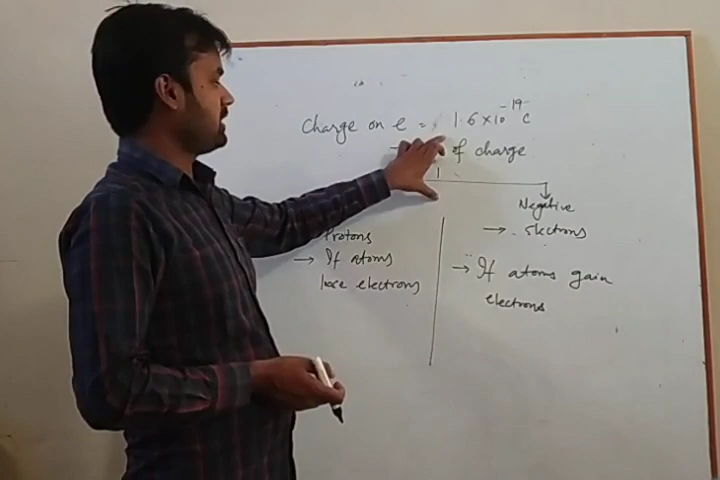 Charge on e = 1.6 × 10⁻¹⁹ C
of charge
Negative
Protons
→ Electrons
→ If atoms
lose electrons
→ If atoms gain
electrons